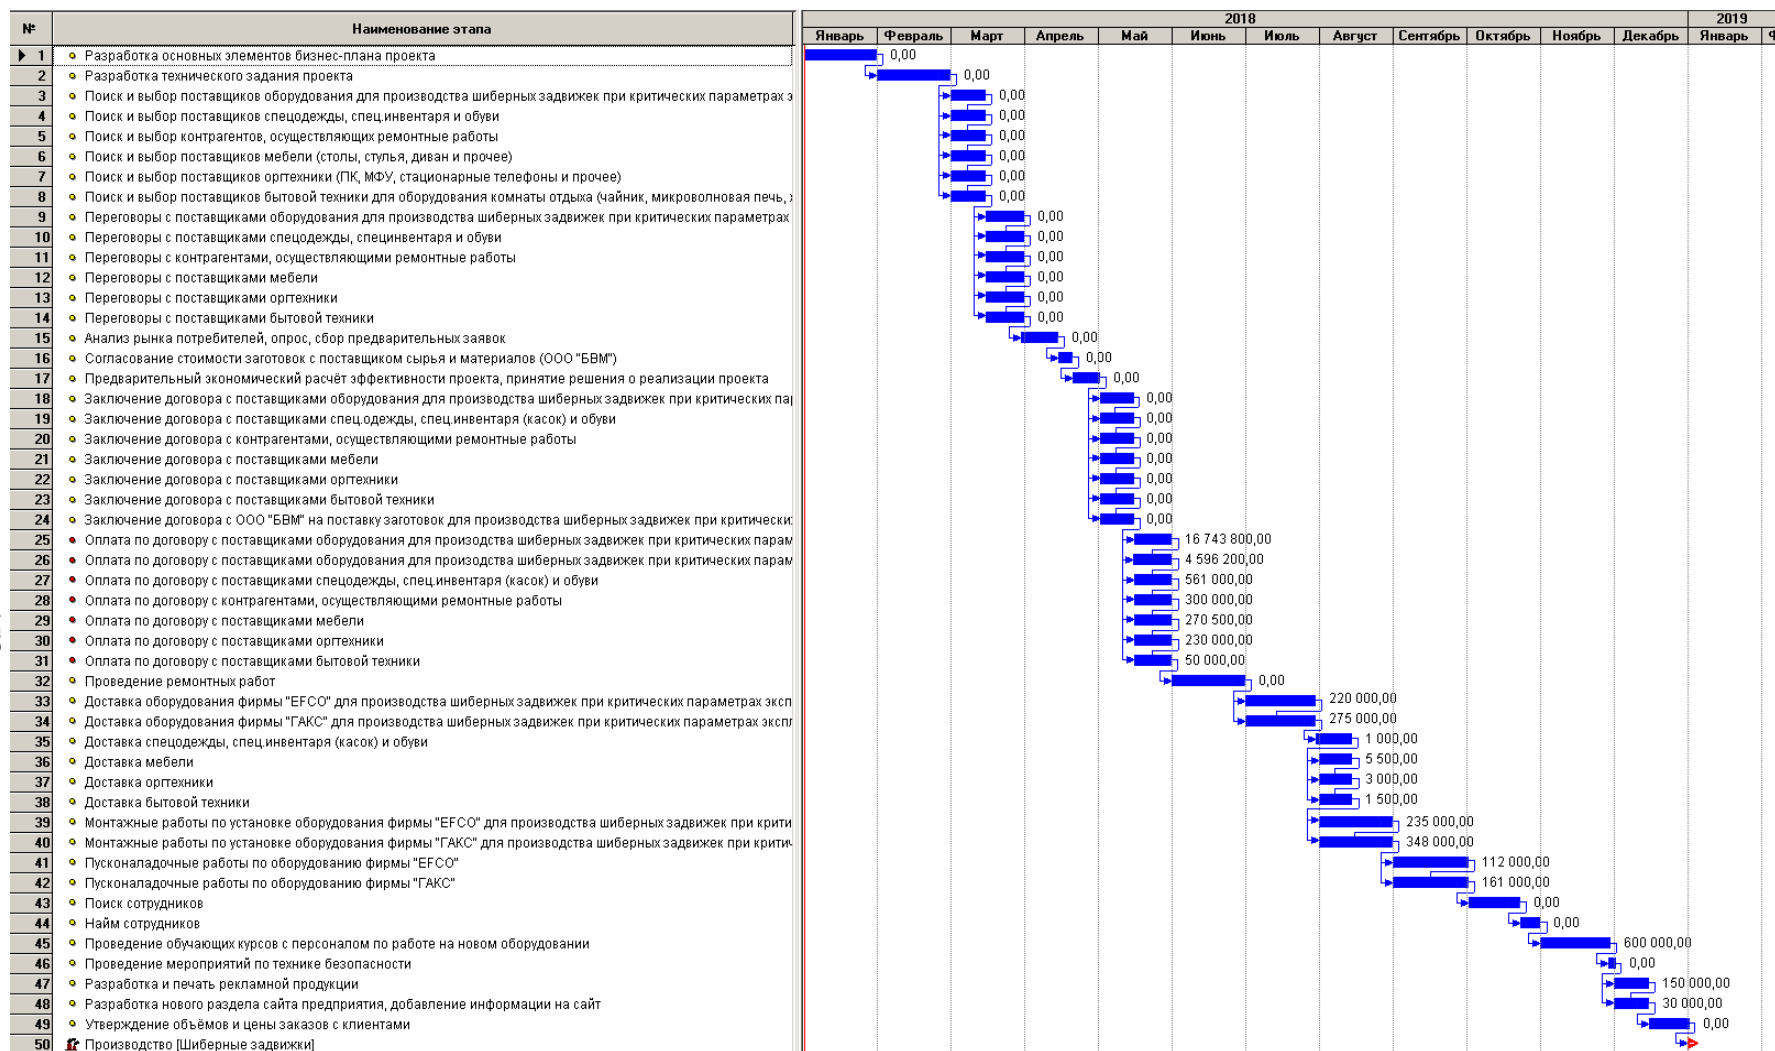 № Наименование этапа 2018 2019
Январь Февраль Март Апрель Май Июнь Июль Август Сентябрь Октябрь Ноябрь Декабрь Январь Ф
1 Разработка основных элементов бизнес-плана проекта 0,00
2 Разработка технического задания проекта 0,00
3 Поиск и выбор поставщиков оборудования для производства шиберных задвижек при критических параметрах э 0,00
4 Поиск и выбор поставщиков спецодежды, спец.инвентаря и обуви 0,00
5 Поиск и выбор контрагентов, осуществляющих ремонтные работы 0,00
6 Поиск и выбор поставщиков мебели (столы, стулья, диван и прочее) 0,00
7 Поиск и выбор поставщиков оргтехники (ПК, МФУ, стационарные телефоны и прочее) 0,00
8 Поиск и выбор поставщиков бытовой техники для оборудования комнаты отдыха (чайник, микроволновая печь, 0,00
9 Переговоры с поставщиками оборудования для производства шиберных задвижек при критических параметрах 0,00
10 Переговоры с поставщиками спецодежды, специнвентаря и обуви 0,00
11 Переговоры с контрагентами, осуществляющими ремонтные работы 0,00
12 Переговоры с поставщиками мебели 0,00
13 Переговоры с поставщиками оргтехники 0,00
14 Переговоры с поставщиками бытовой техники 0,00
15 Анализ рынка потребителей, опрос, сбор предварительных заявок 0,00
16 Согласование стоимости заготовок с поставщиком сырья и материалов (ООО "БВМ") 0,00
17 Предварительный экономический расчёт эффективности проекта, принятие решения о реализации проекта 0,00
18 Заключение договора с поставщиками оборудования для производства шиберных задвижек при критических па 0,00
19 Заключение договора с поставщиками спец.одежды, спец.инвентаря (касок) и обуви 0,00
20 Заключение договора с контрагентами, осуществляющими ремонтные работы 0,00
21 Заключение договора с поставщиками мебели 0,00
22 Заключение договора с поставщиками оргтехники 0,00
23 Заключение договора с поставщиками бытовой техники 0,00
24 Заключение договора с ООО "БВМ" на поставку заготовок для производства шиберных задвижек при критически 0,00
25 Оплата по договору с поставщиками оборудования для производства шиберных задвижек при критических парам 16 743 800,00
26 Оплата по договору с поставщиками оборудования для производства шиберных задвижек при критических парам 4 596 200,00
27 Оплата по договору с поставщиками спецодежды, спец.инвентаря (касок) и обуви 561 000,00
28 Оплата по договору с контрагентами, осуществляющими ремонтные работы 300 000,00
29 Оплата по договору с поставщиками мебели 270 500,00
30 Оплата по договору с поставщиками оргтехники 230 000,00
31 Оплата по договору с поставщиками бытовой техники 50 000,00
32 Проведение ремонтных работ 0,00
33 Доставка оборудования фирмы "EFCO" для производства шиберных задвижек при критических параметрах эксп 220 000,00
34 Доставка оборудования фирмы "ГАКС" для производства шиберных задвижек при критических параметрах экспл 275 000,00
35 Доставка спецодежды, спец.инвентаря (касок) и обуви 1 000,00
36 Доставка мебели 5 500,00
37 Доставка оргтехники 3 000,00
38 Доставка бытовой техники 1 500,00
39 Монтажные работы по установке оборудования фирмы "EFCO" для производства шиберных задвижек при крити 235 000,00
40 Монтажные работы по установке оборудования фирмы "ГАКС" для производства шиберных задвижек при крити 348 000,00
41 Пусконаладочные работы по оборудованию фирмы "EFCO" 112 000,00
42 Пусконаладочные работы по оборудованию фирмы "ГАКС" 161 000,00
43 Поиск сотрудников 0,00
44 Найм сотрудников 0,00
45 Проведение обучающих курсов с персоналом по работе на новом оборудовании 600 000,00
46 Проведение мероприятий по технике безопасности 0,00
47 Разработка и печать рекламной продукции 150 000,00
48 Разработка нового раздела сайта предприятия, добавление информации на сайт 30 000,00
49 Утверждение объёмов и цены заказов с клиентами 0,00
50 Производство [Шиберные задвижки]